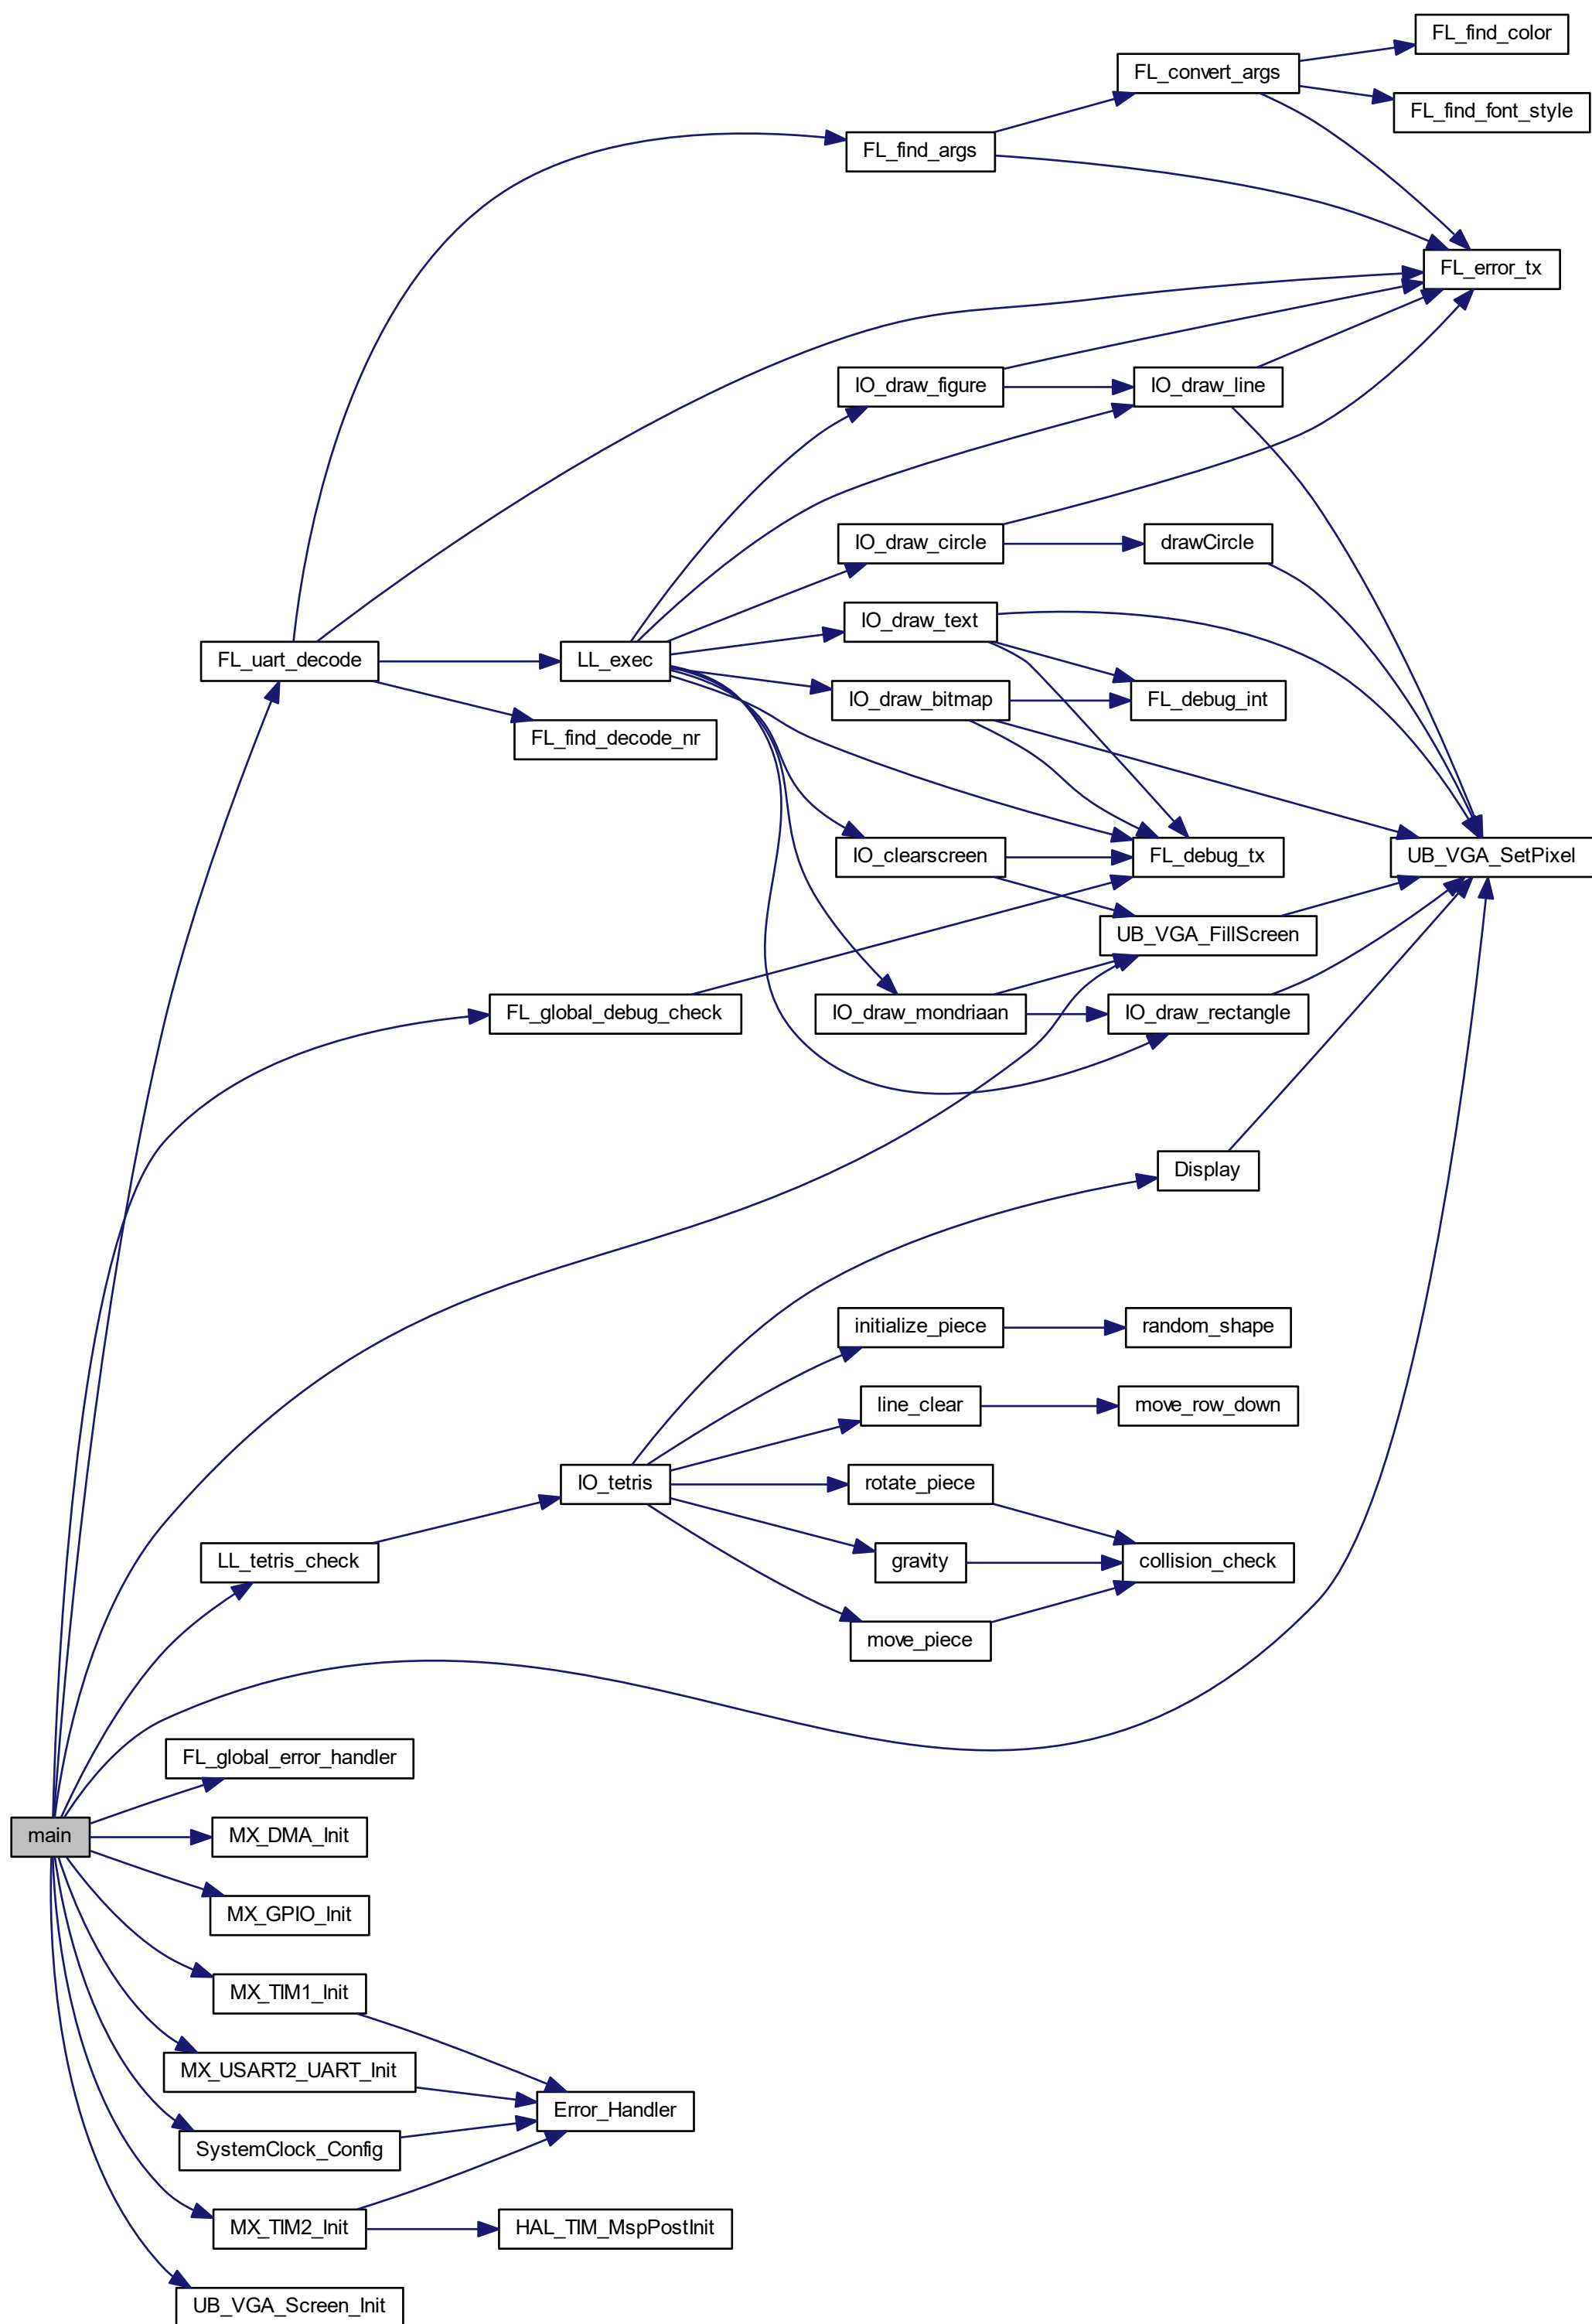 FL_find_color
FL_convert_args
FL_find_font_style
FL_find_args
FL_error_tx
IO_draw_figure
IO_draw_line
IO_draw_circle
drawCircle
IO_draw_text
FL_uart_decode
LL_exec
IO_draw_bitmap
FL_debug_int
FL_find_decode_nr
IO_clearscreen
FL_debug_tx
UB_VGA_SetPixel
UB_VGA_FillScreen
FL_global_debug_check
IO_draw_mondriaan
IO_draw_rectangle
Display
initialize_piece
random_shape
line_clear
move_row_down
IO_tetris
rotate_piece
LL_tetris_check
gravity
collision_check
move_piece
FL_global_error_handler
main
MX_DMA_Init
MX_GPIO_Init
MX_TIM1_Init
MX_USART2_UART_Init
Error_Handler
SystemClock_Config
MX_TIM2_Init
HAL_TIM_MspPostInit
UB_VGA_Screen_Init